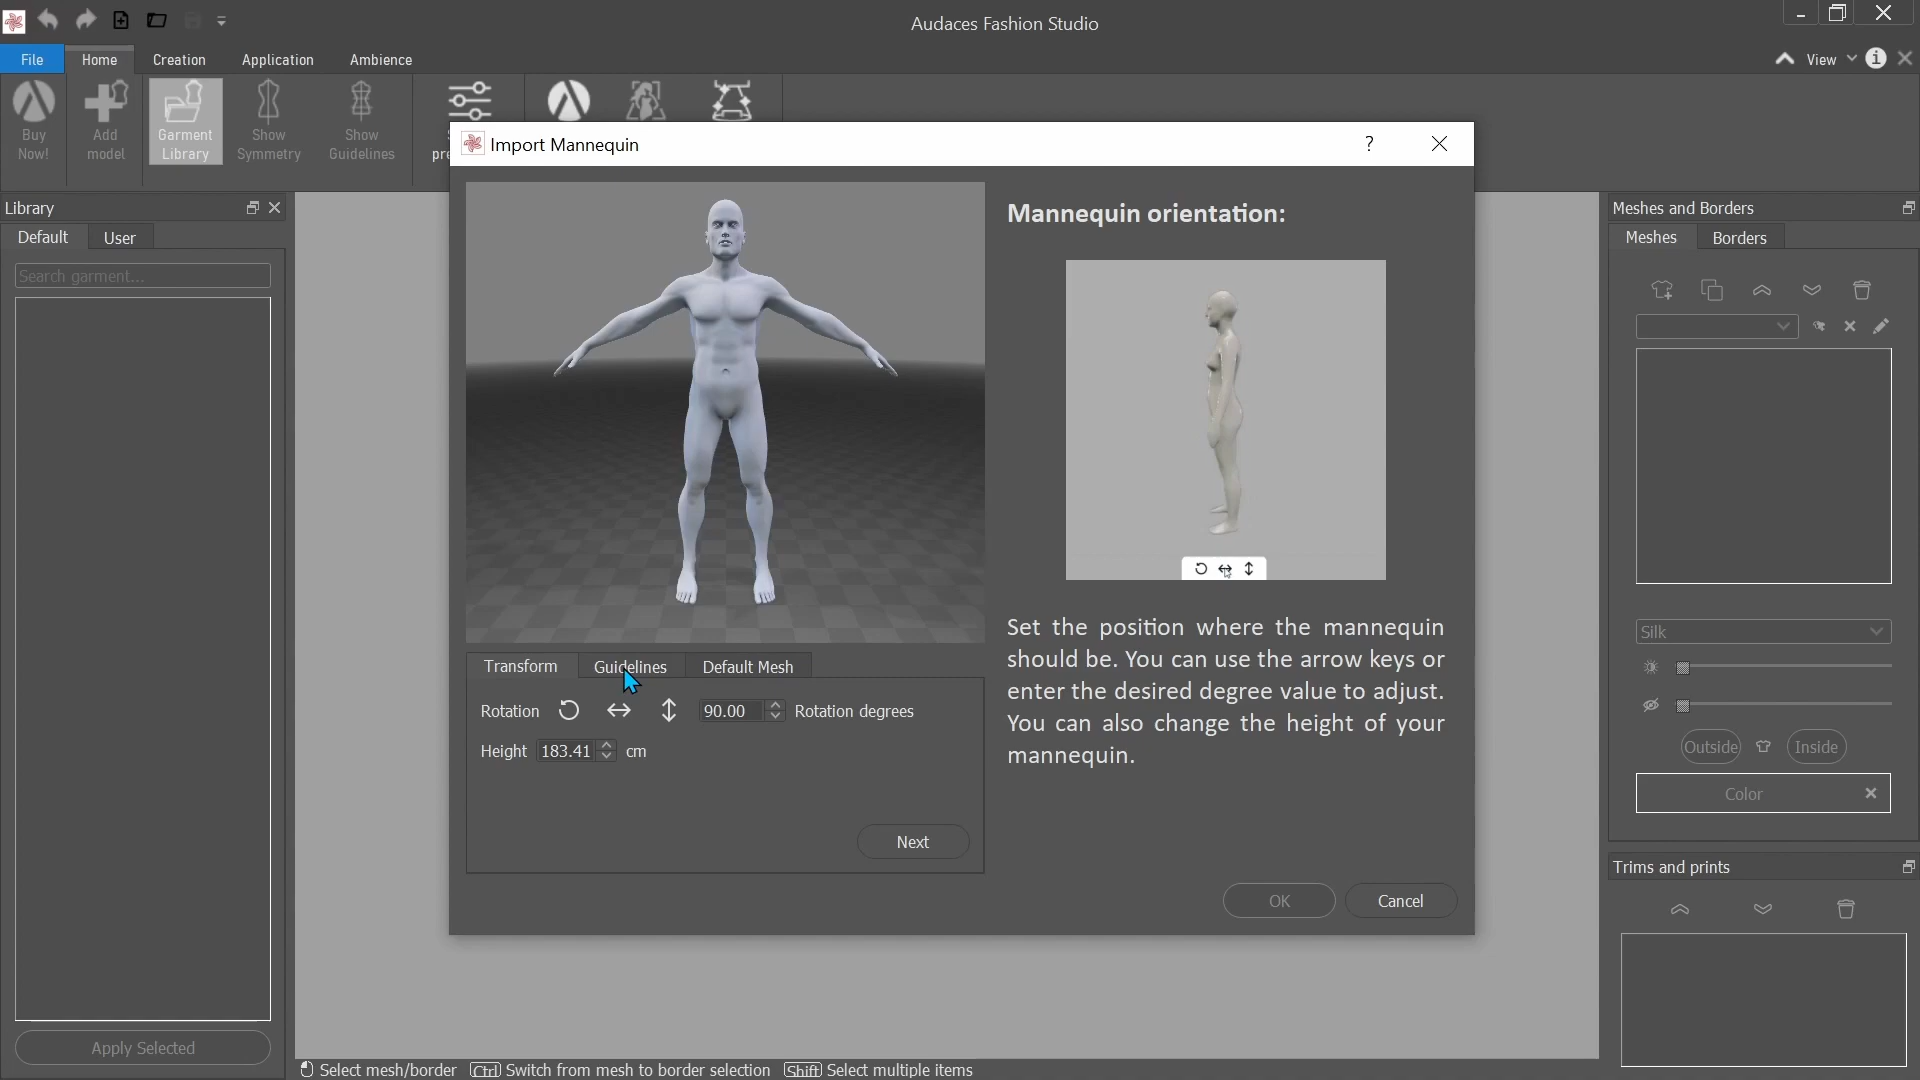 Audaces Fashion Studio
File
Home
Creation
Application
Ambience
View
Buy
Now!
Add
model
Garment
Library
Show
Symmetry
Show
Guidelines
Import Mannequin
?
Library
Default
User
Search garment...
Apply Selected
Mannequin orientation:
Set the position where the mannequin
should be. You can use the arrow keys or
enter the desired degree value to adjust.
You can also change the height of your
mannequin.
Transform
Guidelines
Default Mesh
Rotation
90.00
Rotation degrees
Height
183.41
cm
Next
OK
Cancel
Meshes and Borders
Meshes
Borders
Silk
Outside
Inside
Color
Trims and prints
Select mesh/border
Ctrl
Switch from mesh to border selection
Shift
Select multiple items